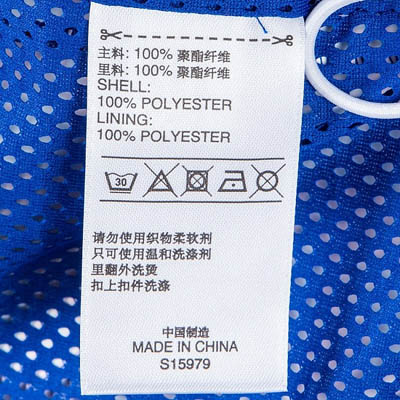 主料: 100% 聚酯纤维
里料: 100% 聚酯纤维
SHELL:
100% POLYESTER
LINING:
100% POLYESTER
30
请勿使用织物柔软剂
只可使用温和洗涤剂
里翻外洗烫
扣上扣件洗涤
中国制造
MADE IN CHINA
S15979